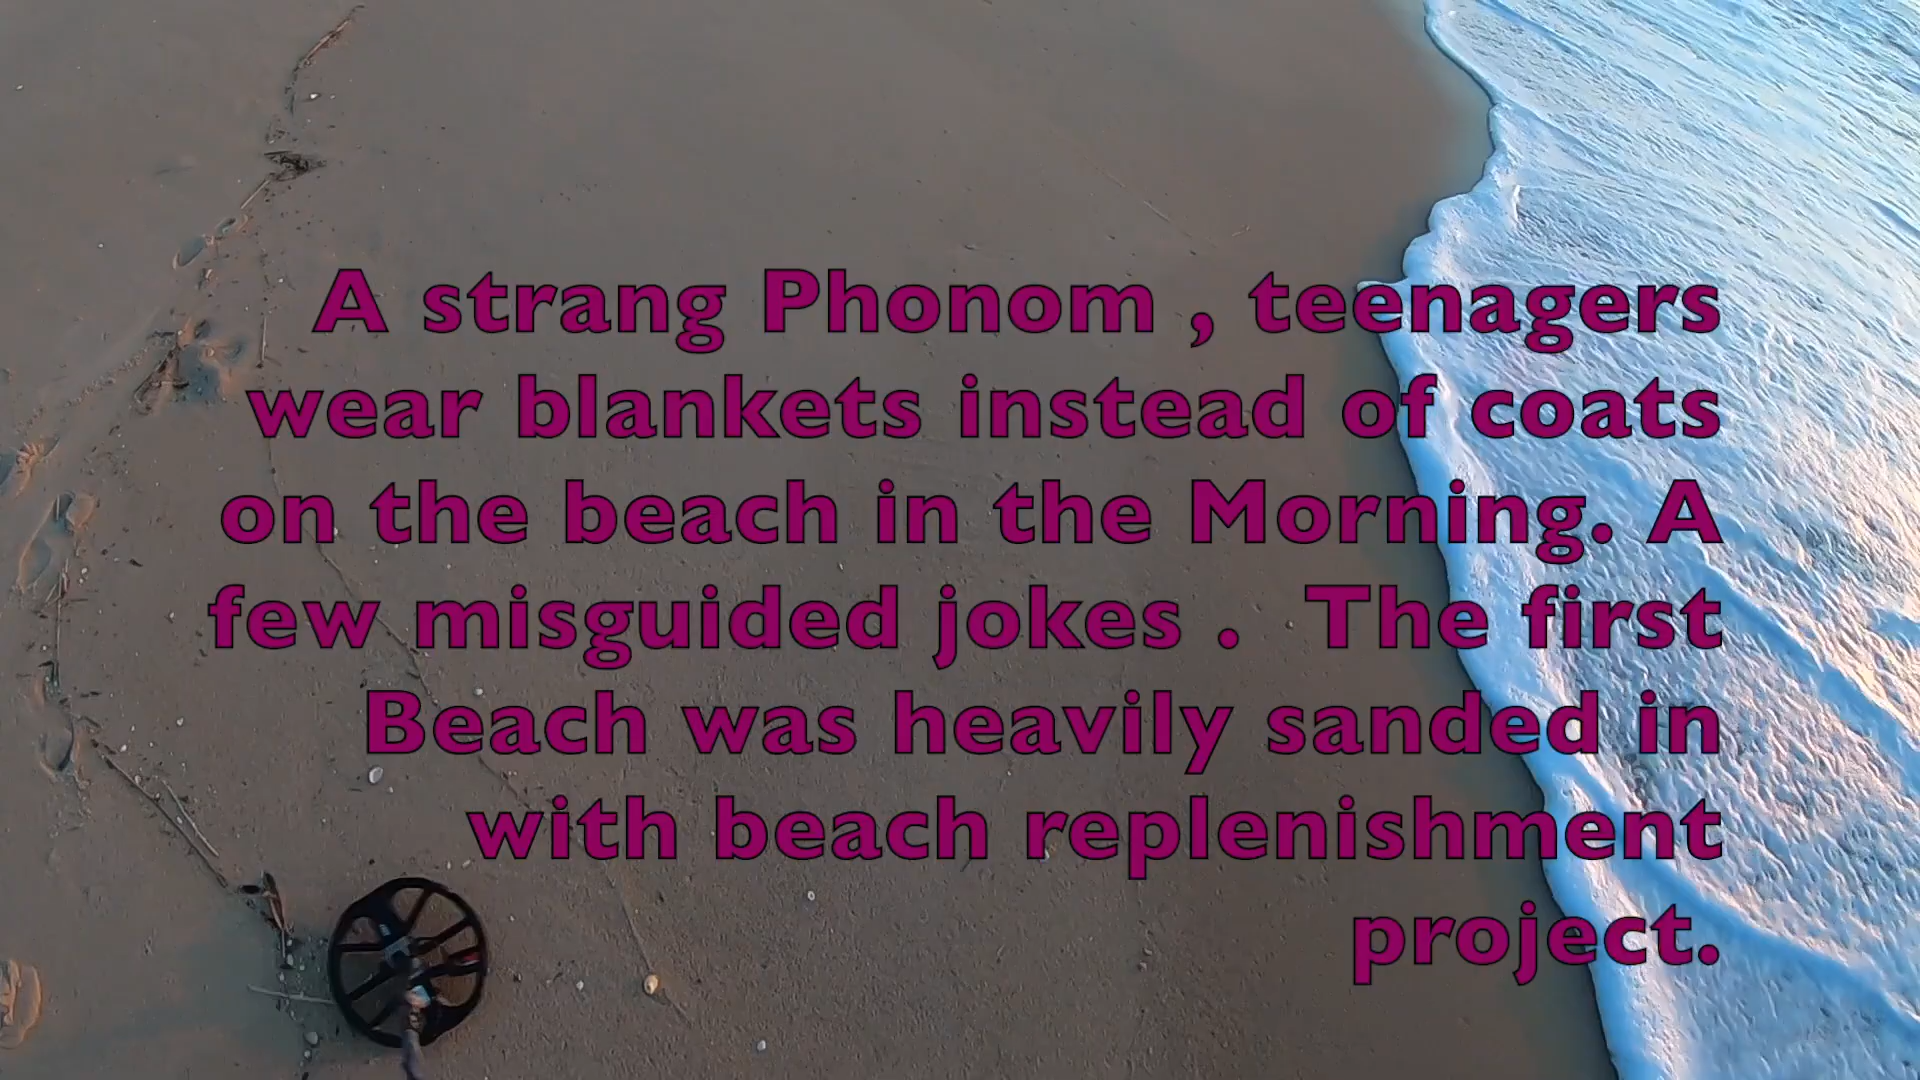 A strang Phonom , teenagers
wear blankets instead of coats
on the beach in the Morning. A
few misguided jokes .  The first
Beach was heavily sanded in
with beach replenishment
project.